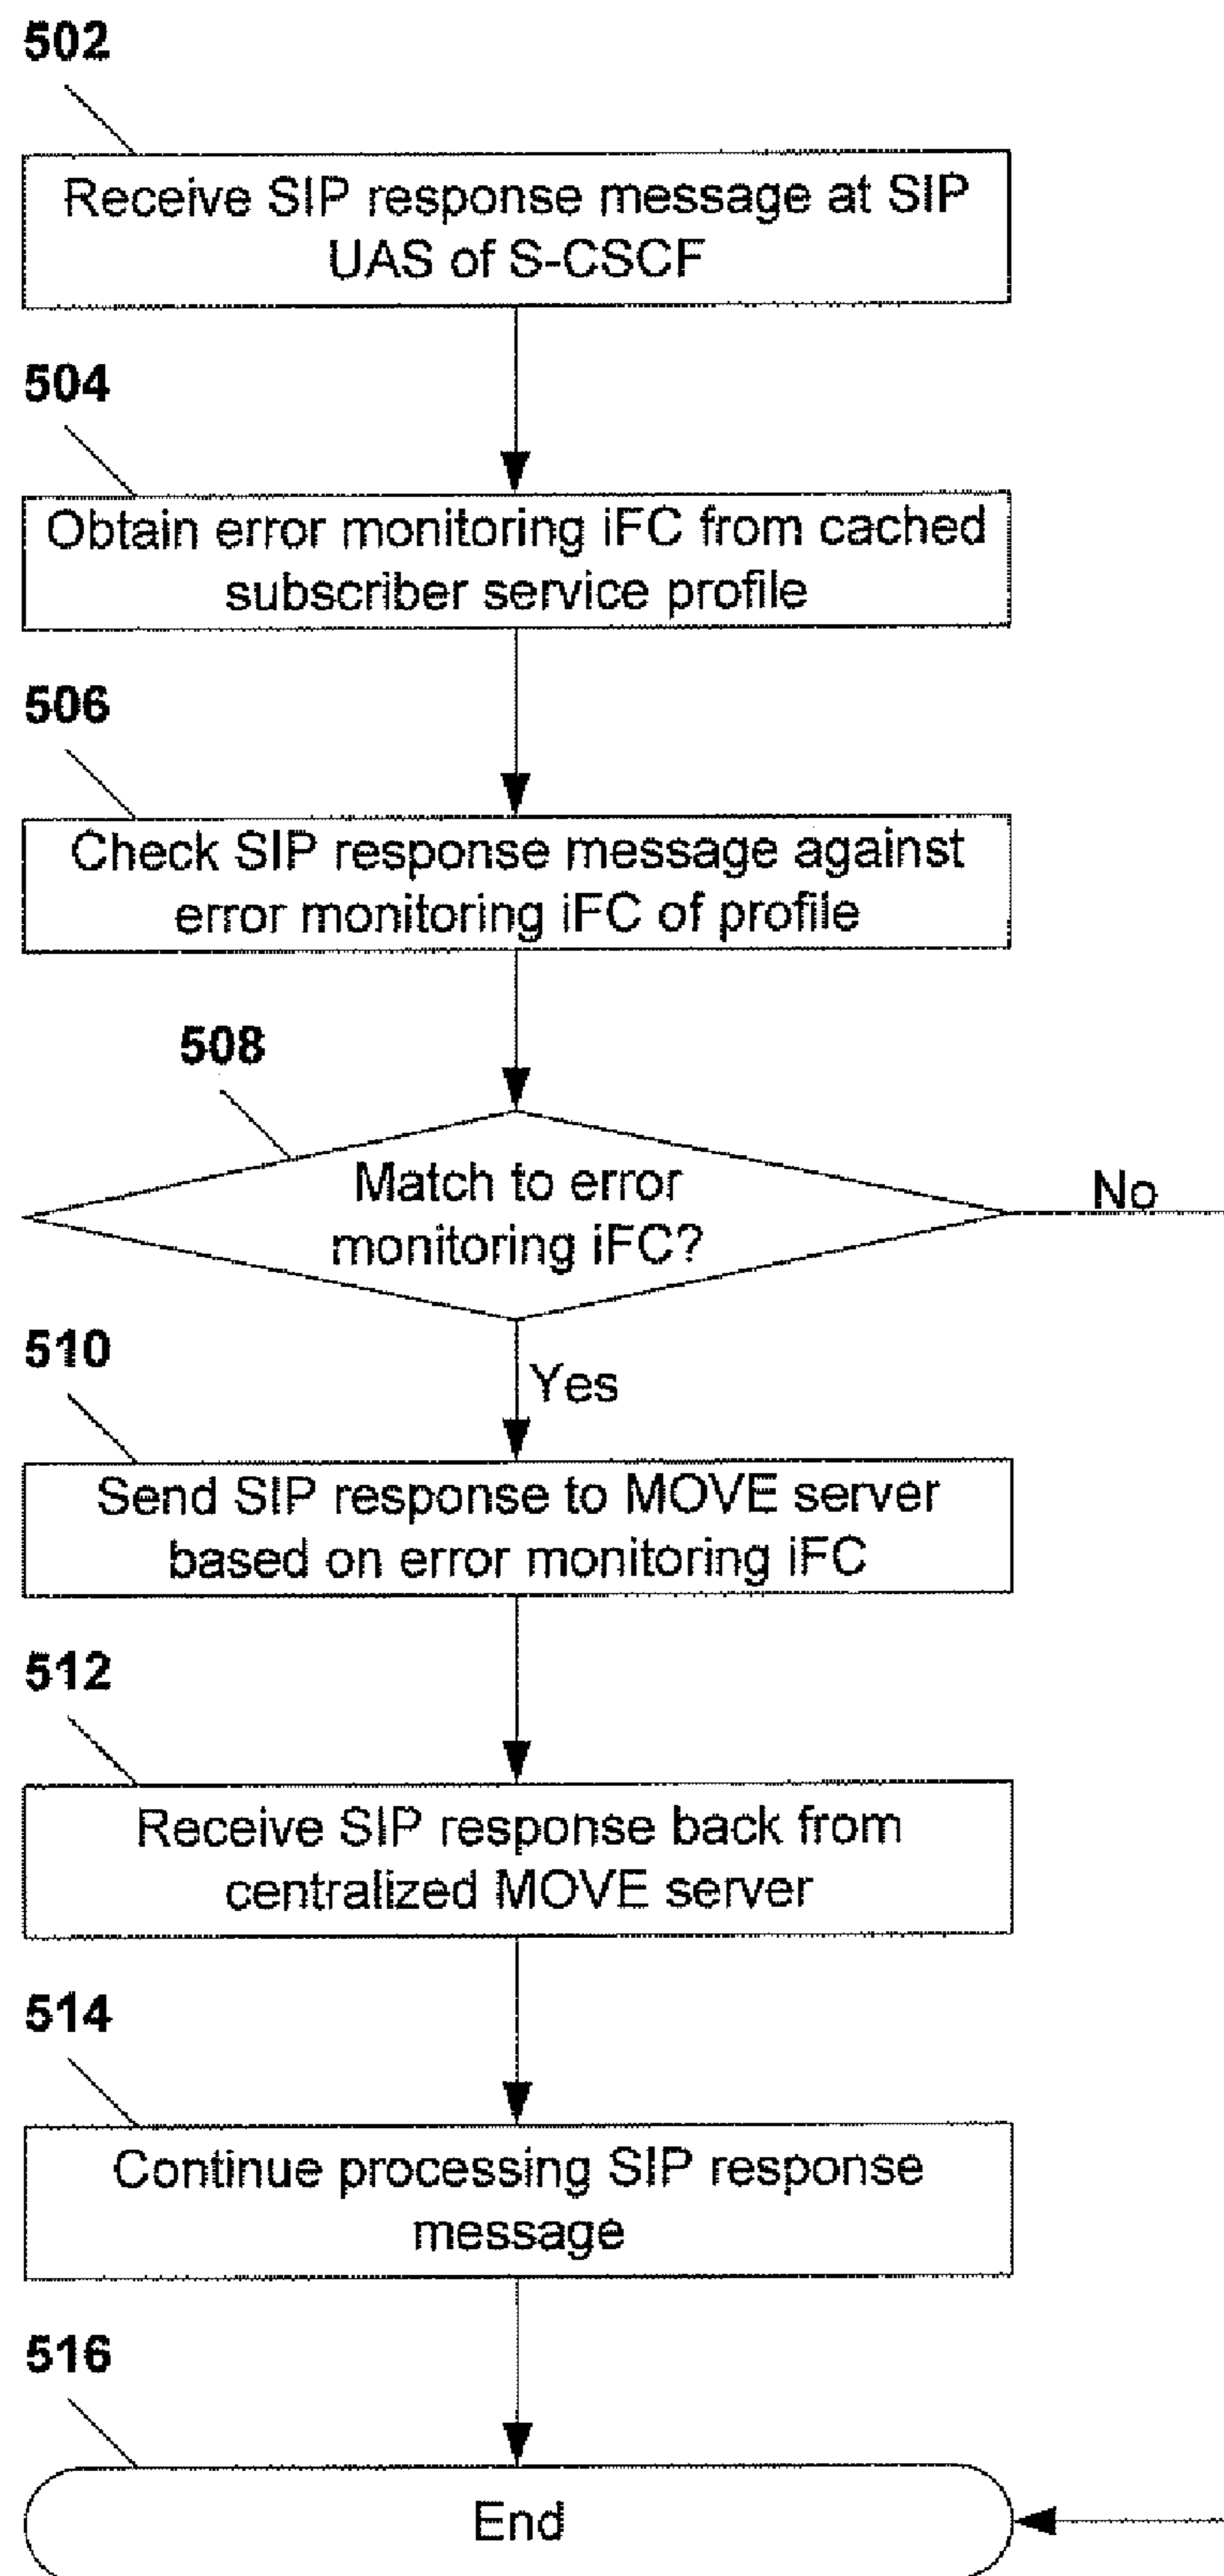 502
Receive SIP response message at SIP
UAS of S-CSCF
504
Obtain error monitoring iFC from cached
subscriber service profile
506
Check SIP response message against
error monitoring iFC of profile
508
Match to error
monitoring iFC?
No
510
Yes
Send SIP response to MOVE server
based on error monitoring iFC
512
Receive SIP response back from
centralized MOVE server
514
Continue processing SIP response
message
516
End